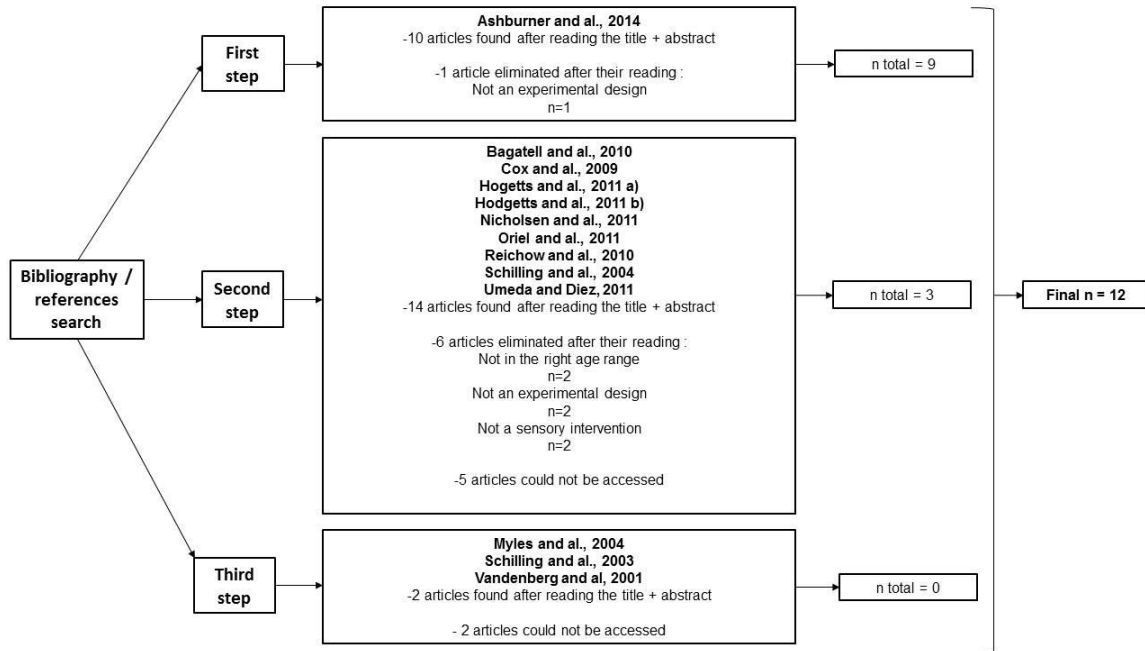 Bibliography /
references
search
First
step
Ashburner and al., 2014
-10 articles found after reading the title + abstract
-1 article eliminated after their reading :
Not an experimental design
n=1
n total = 9
Second
step
Bagatell and al., 2010
Cox and al., 2009
Hogetts and al., 2011 a)
Hodgetts and al., 2011 b)
Nicholsen and al., 2011
Oriel and al., 2011
Reichow and al., 2010
Schilling and al., 2004
Umeda and Diez, 2011
-14 articles found after reading the title + abstract
-6 articles eliminated after their reading :
Not in the right age range
n=2
Not an experimental design
n=2
Not a sensory intervention
n=2
-5 articles could not be accessed
n total = 3
Third
step
Myles and al., 2004
Schilling and al., 2003
Vandenberg and al, 2001
-2 articles found after reading the title + abstract
- 2 articles could not be accessed
n total = 0
Final n = 12